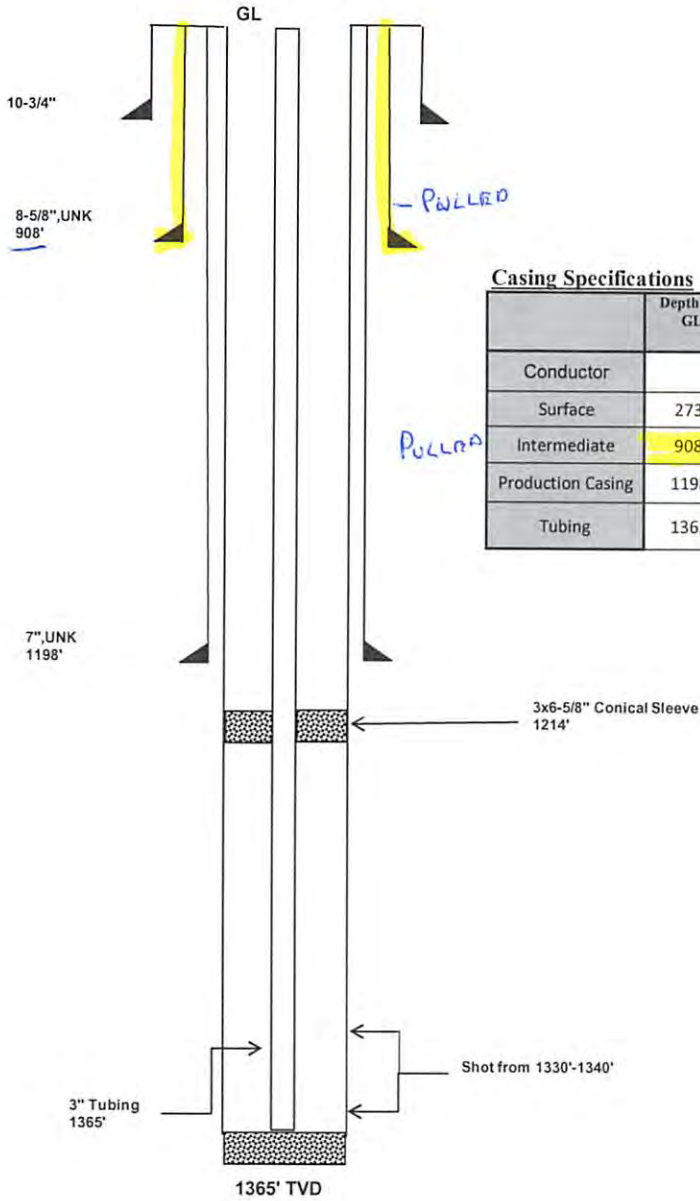 GL
10-3/4"
8-5/8",UNK
908'
- PULLED
Casing Specifications
Depth
GL
Conductor
Surface 273
PULLED
Intermediate 908
Production Casing 119
Tubing 136
7",UNK
1198'
3x6-5/8" Conical Sleeve
1214'
Shot from 1330'-1340'
3" Tubing
1365'
1365' TVD